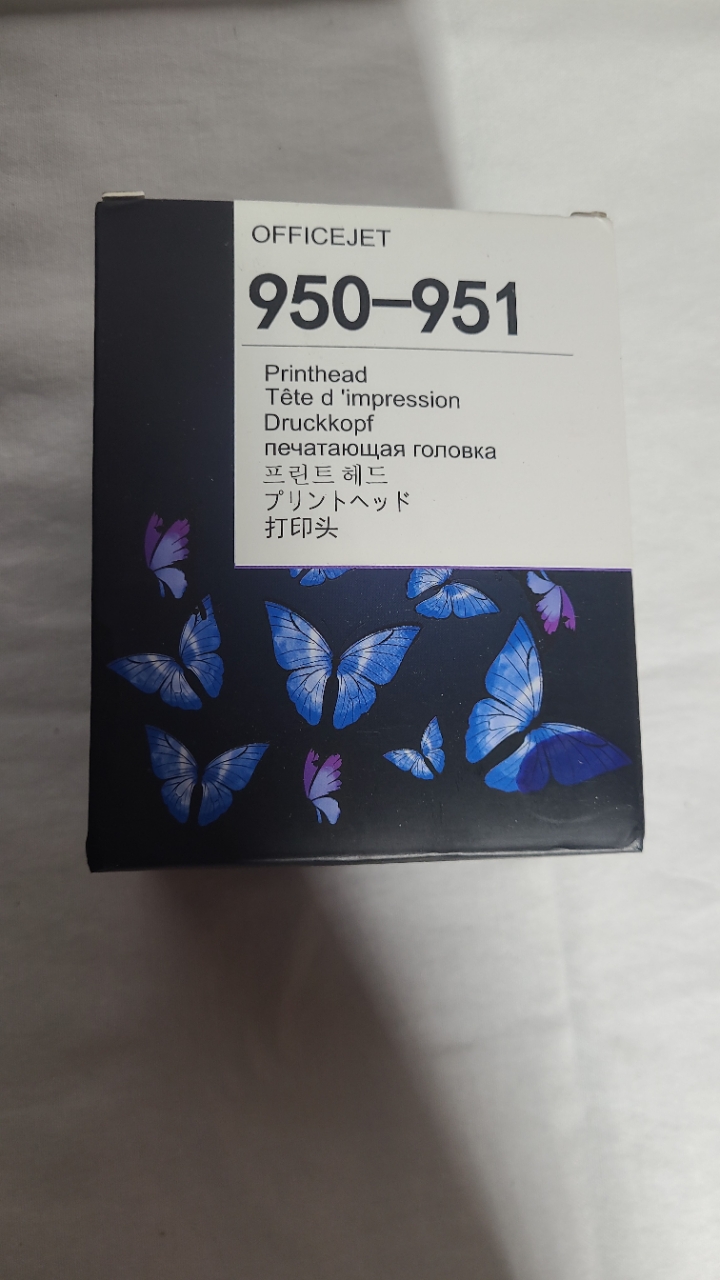 OFFICEJET
950-951
Printhead
Tête d 'impression
Druckkopf
печатающая головка
프린트 헤드
プリントヘッド
打印头